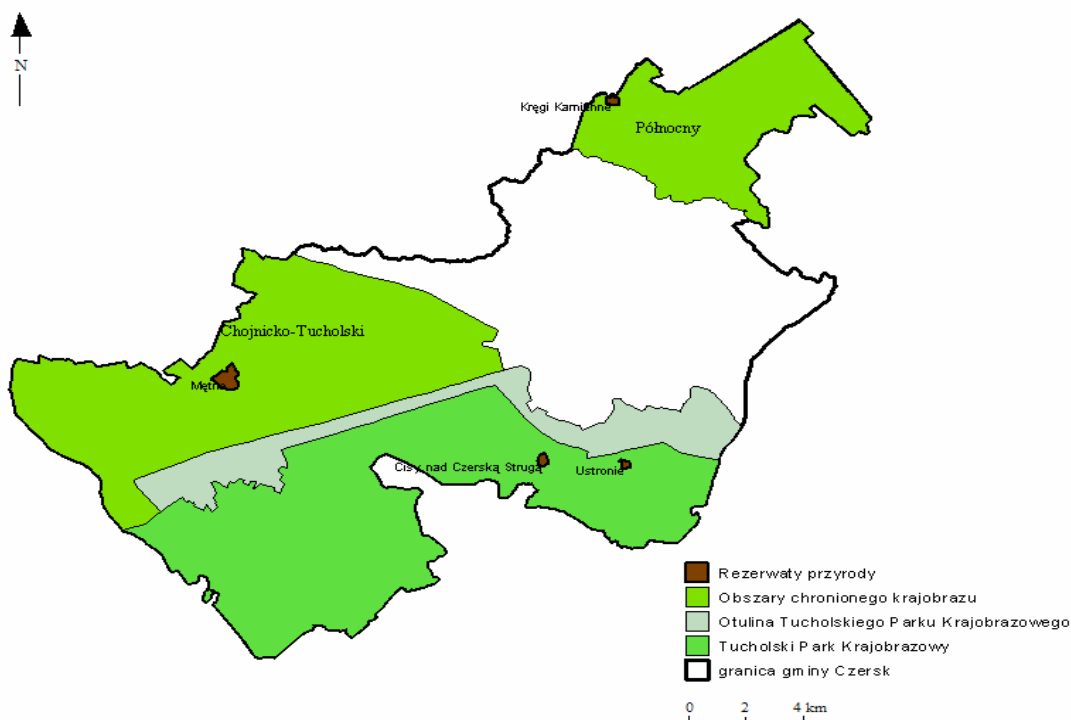 N
Kręgi Kamienne
Północny
Chojnicko-Tucholski
Mętne
Cisy nad Czerską Strugą
Ustronie
Rezerwaty przyrody
Obszary chronionego krajobrazu
Otulina Tucholskiego Parku Krajobrazowego
Tucholski Park Krajobrazowy
granica gminy Czersk
0 2 4 km